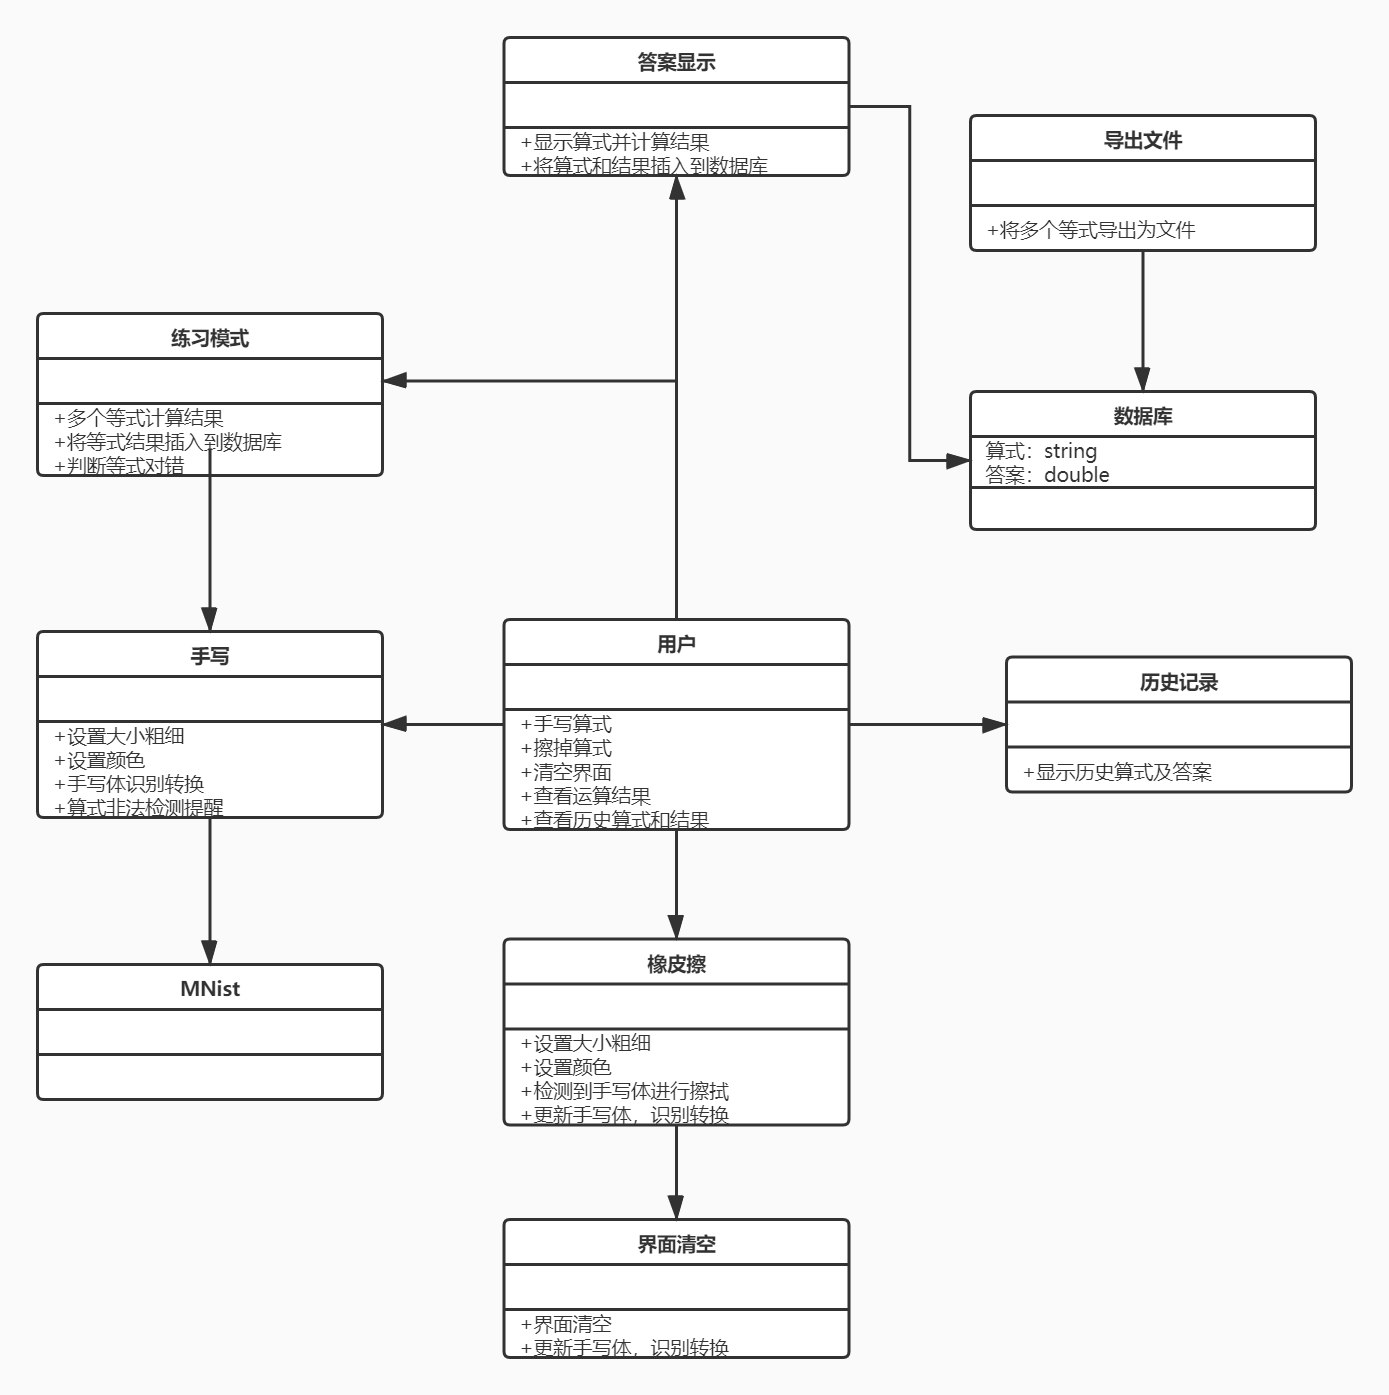 答案显示
+显示算式并计算结果
+将算式和结果插入到数据库
导出文件
+将多个等式导出为文件
练习模式
+多个等式计算结果
+将等式结果插入到数据库
+判断等式对错
数据库
算式：string
答案：double
手写
+设置大小粗细
+设置颜色
+手写体识别转换
+算式非法检测提醒
用户
+手写算式
+擦掉算式
+清空界面
+查看运算结果
+查看历史算式和结果
历史记录
+显示历史算式及答案
MNist
橡皮擦
+设置大小粗细
+设置颜色
+检测到手写体进行擦拭
+更新手写体，识别转换
界面清空
+界面清空
+更新手写体，识别转换